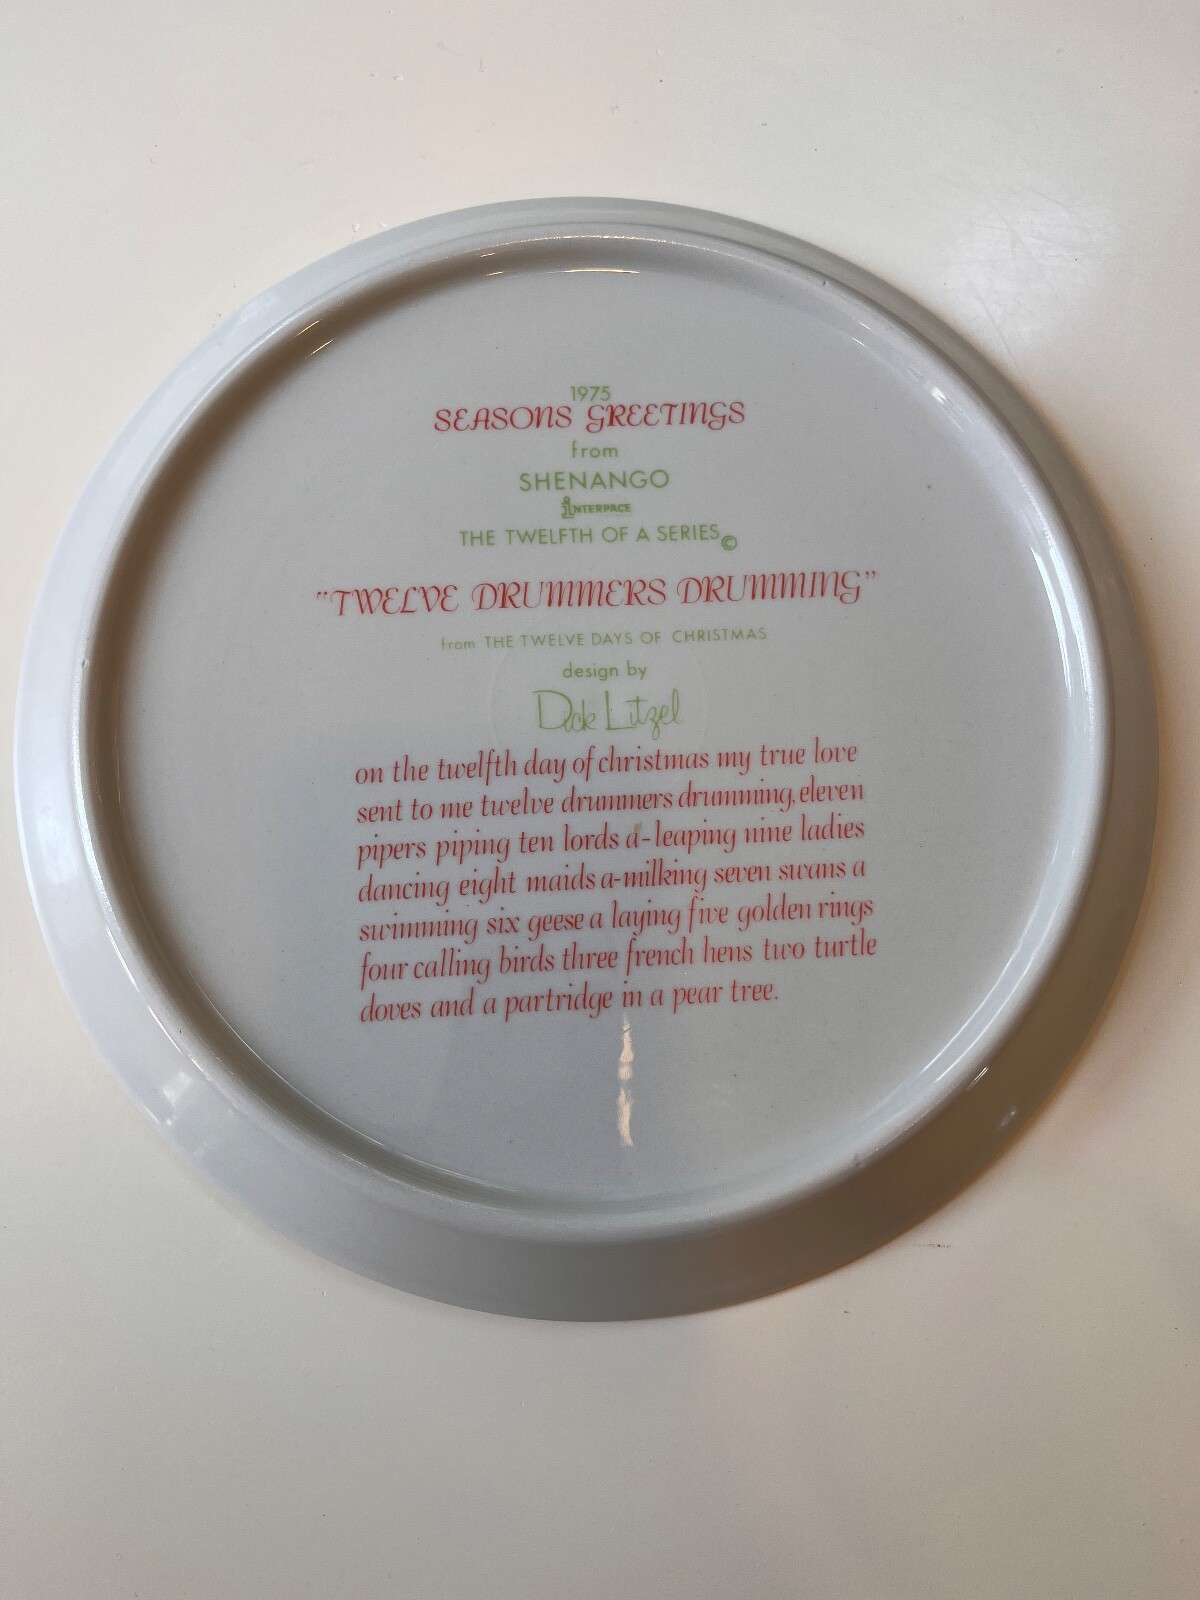 1975
SEASONS GREETINGS
from
SHENANGO
INTERPACE
THE TWELFTH OF A SERIES©
"TWELVE DRUMMERS DRUMMING"
from THE TWELVE DAYS OF CHRISTMAS
design by
Dick Litzel
on the twelfth day of christmas my true love
sent to me twelve drummers drumming, eleven
pipers piping ten lords a-leaping nine ladies
dancing eight maids a-milking seven swans a
swimming six geese a laying five golden rings
four calling birds three french hens two turtle
doves and a partridge in a pear tree.